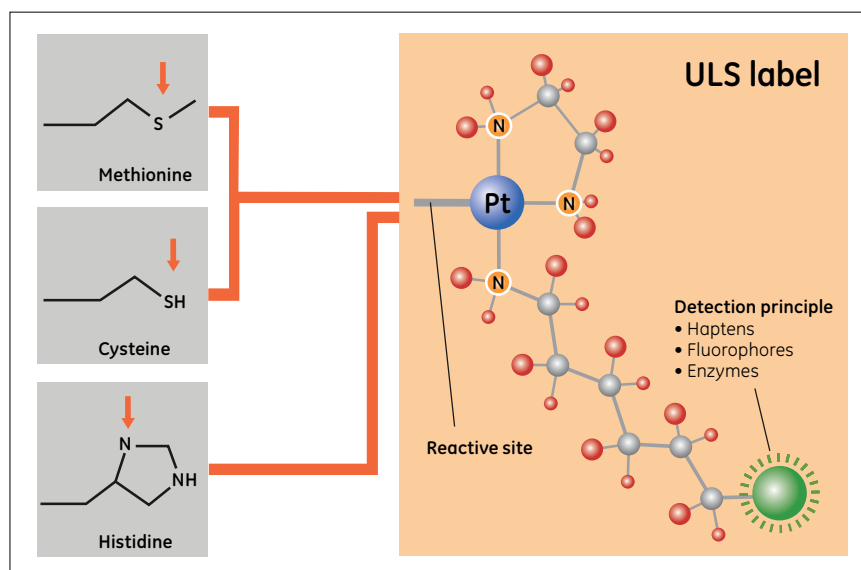 S
Methionine
SH
Cysteine
N
NH
Histidine
ULS label
N
Pt
N
N
Reactive site
Detection principle
• Haptens
• Fluorophores
• Enzymes